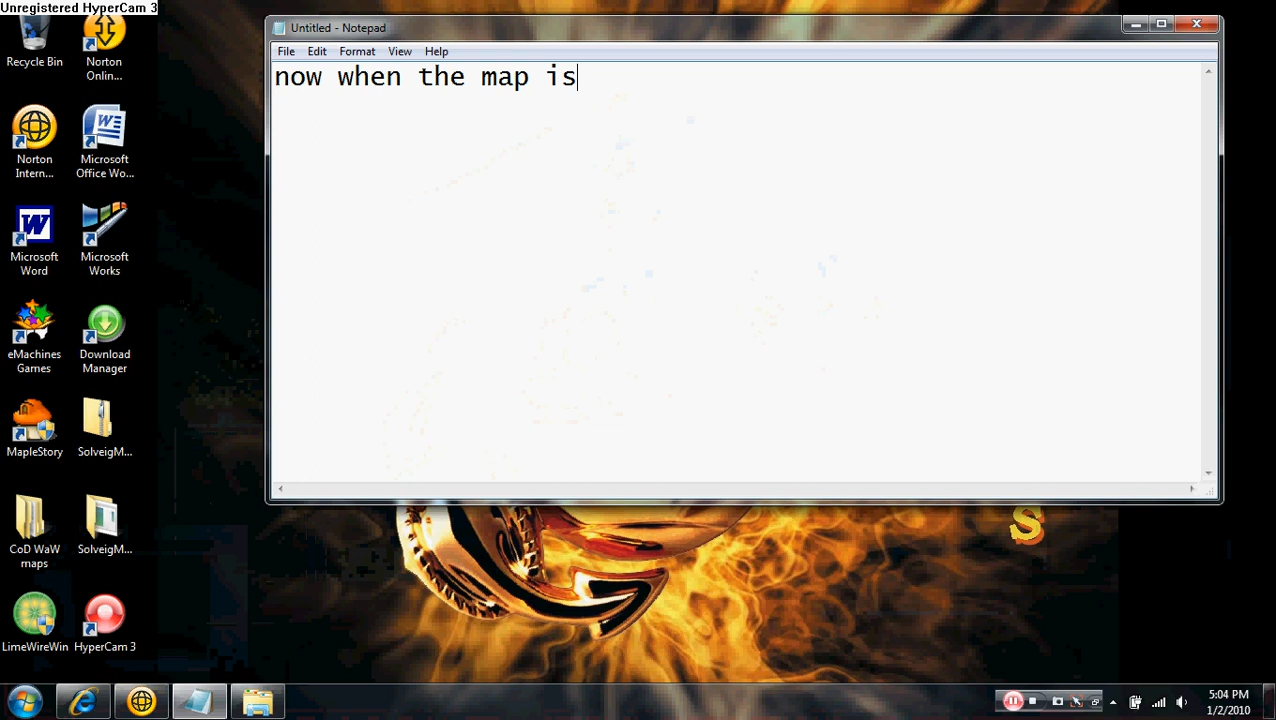 Unregistered HyperCam 3
Recycle Bin
Norton
Onlin...
Norton
Intern...
Microsoft
Office Wo...
Microsoft
Word
Microsoft
Works
eMachines
Games
Download
Manager
MapleStory
SolveigM...
CoD WaW
maps
SolveigM...
LimeWireWin
HyperCam 3
Untitled - Notepad
File Edit Format View Help
now when the map is
S
5:04 PM
1/2/2010